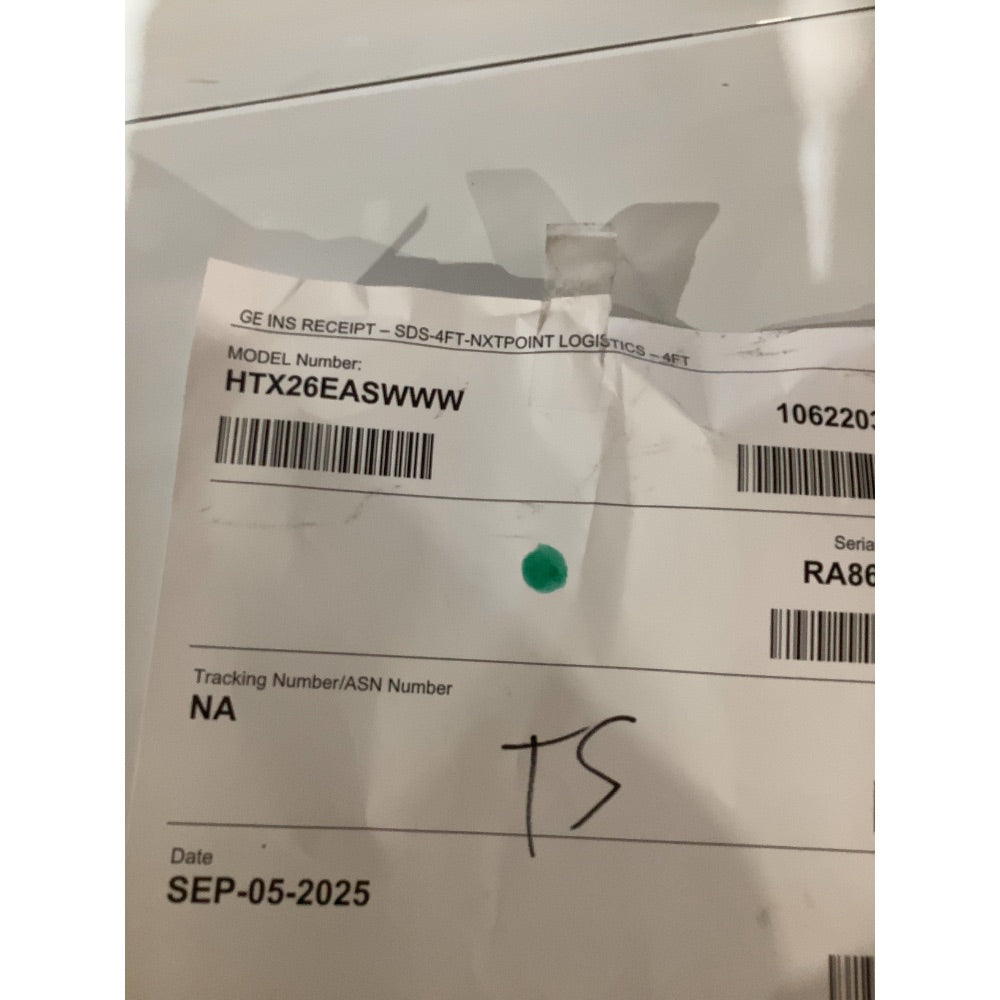 GE INS RECEIPT – SDS-4FT-NXTPOINT LOGISTICS – 4FT
MODEL Number:
HTX26EASWWW
106220
Seria
RA86
Tracking Number/ASN Number
NA
TS
Date
SEP-05-2025